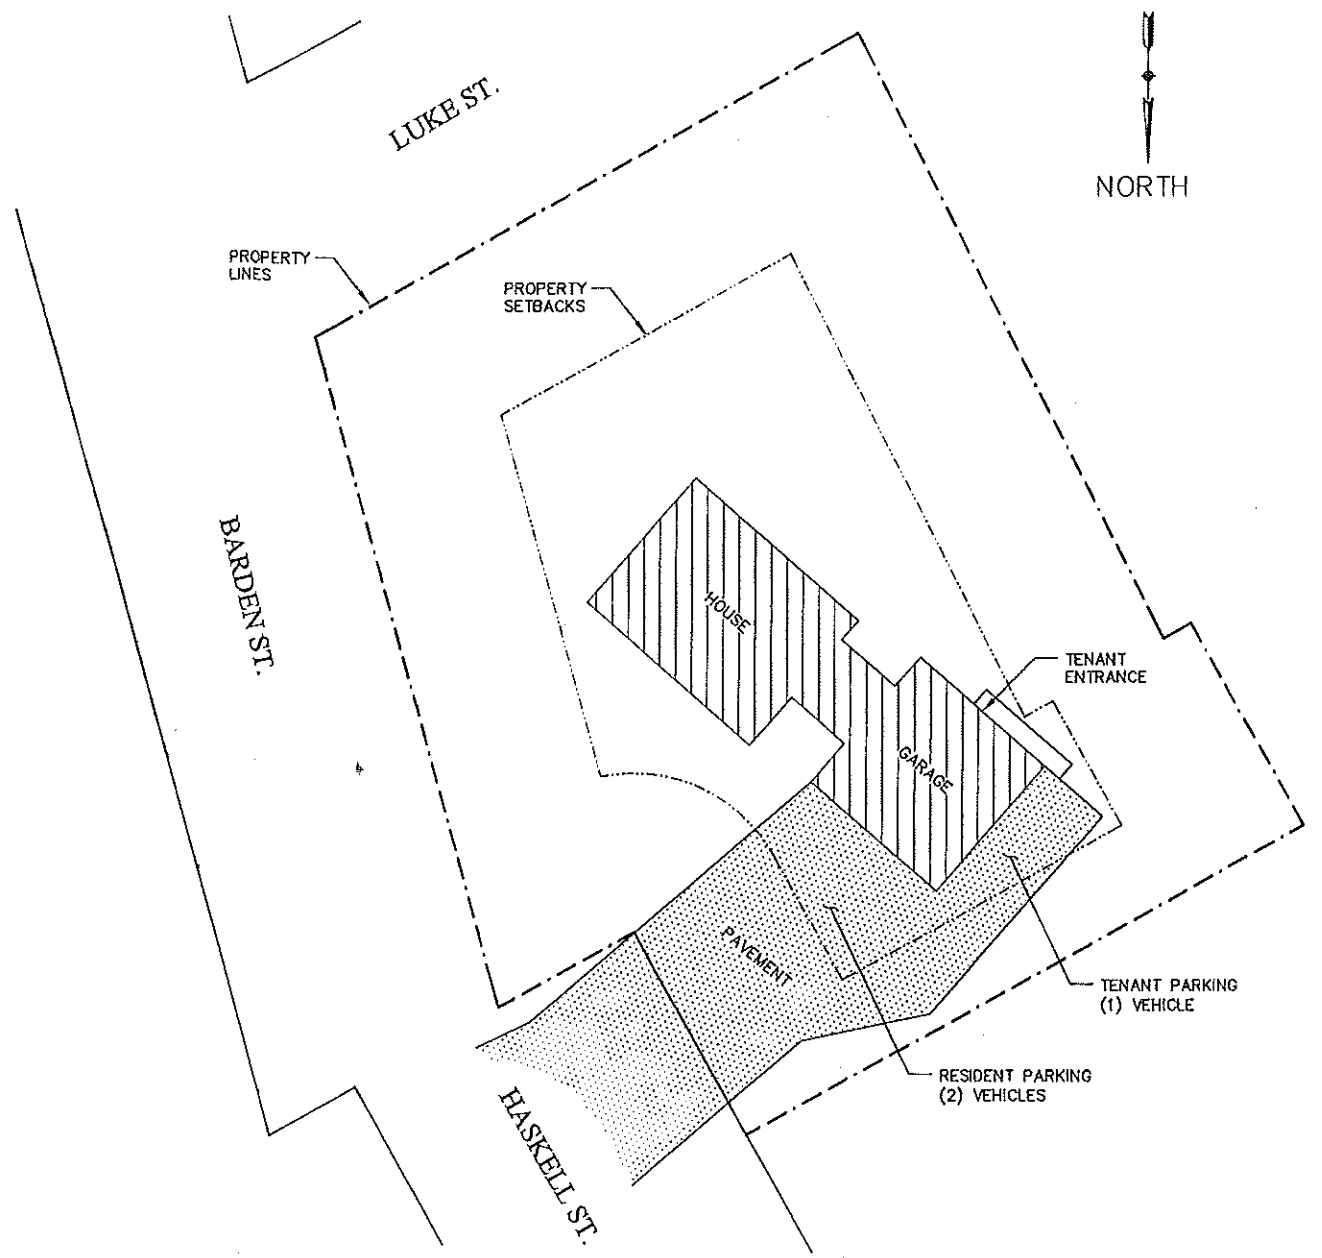 LUKE ST.
NORTH
PROPERTY
LINES
PROPERTY
SETBACKS
BARDEN ST.
HOUSE
TENANT
ENTRANCE
GARAGE
PAVEMENT
TENANT PARKING
(1) VEHICLE
RESIDENT PARKING
(2) VEHICLES
HASKELL ST.